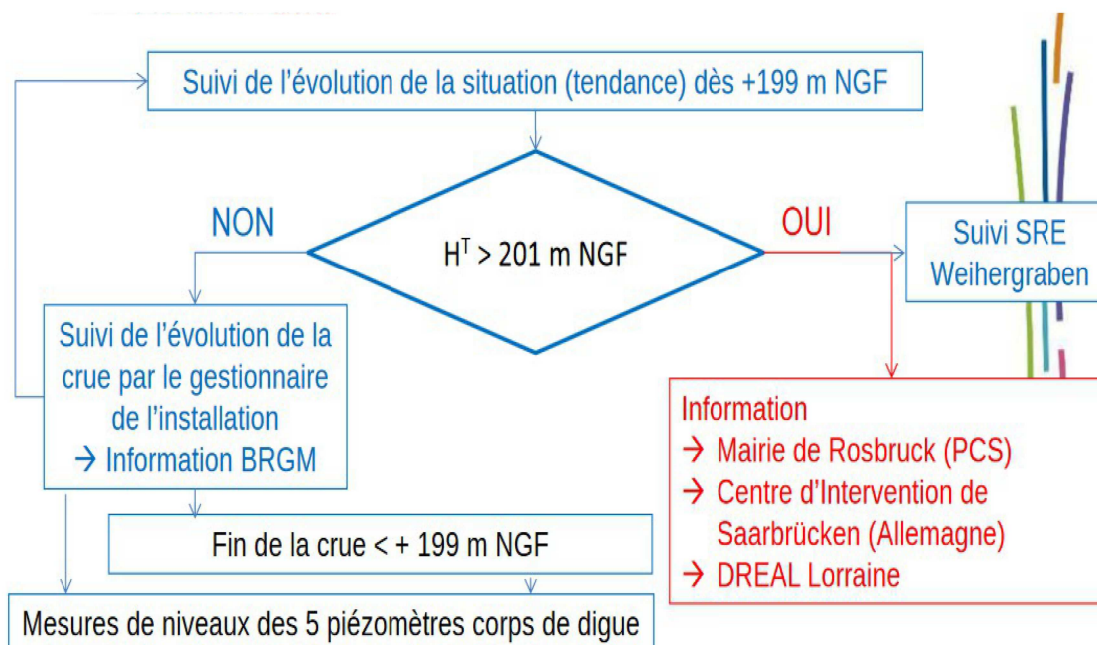 Suivi de l’évolution de la situation (tendance) dès +199 m NGF
NON
OUI
Hᵀ > 201 m NGF
Suivi SRE
Weihergraben
Suivi de l’évolution de la
crue par le gestionnaire
de l’installation
→ Information BRGM
Information
→ Mairie de Rosbruck (PCS)
→ Centre d’Intervention de
Saarbrücken (Allemagne)
→ DREAL Lorraine
Fin de la crue < + 199 m NGF
Mesures de niveaux des 5 piézomètres corps de digue